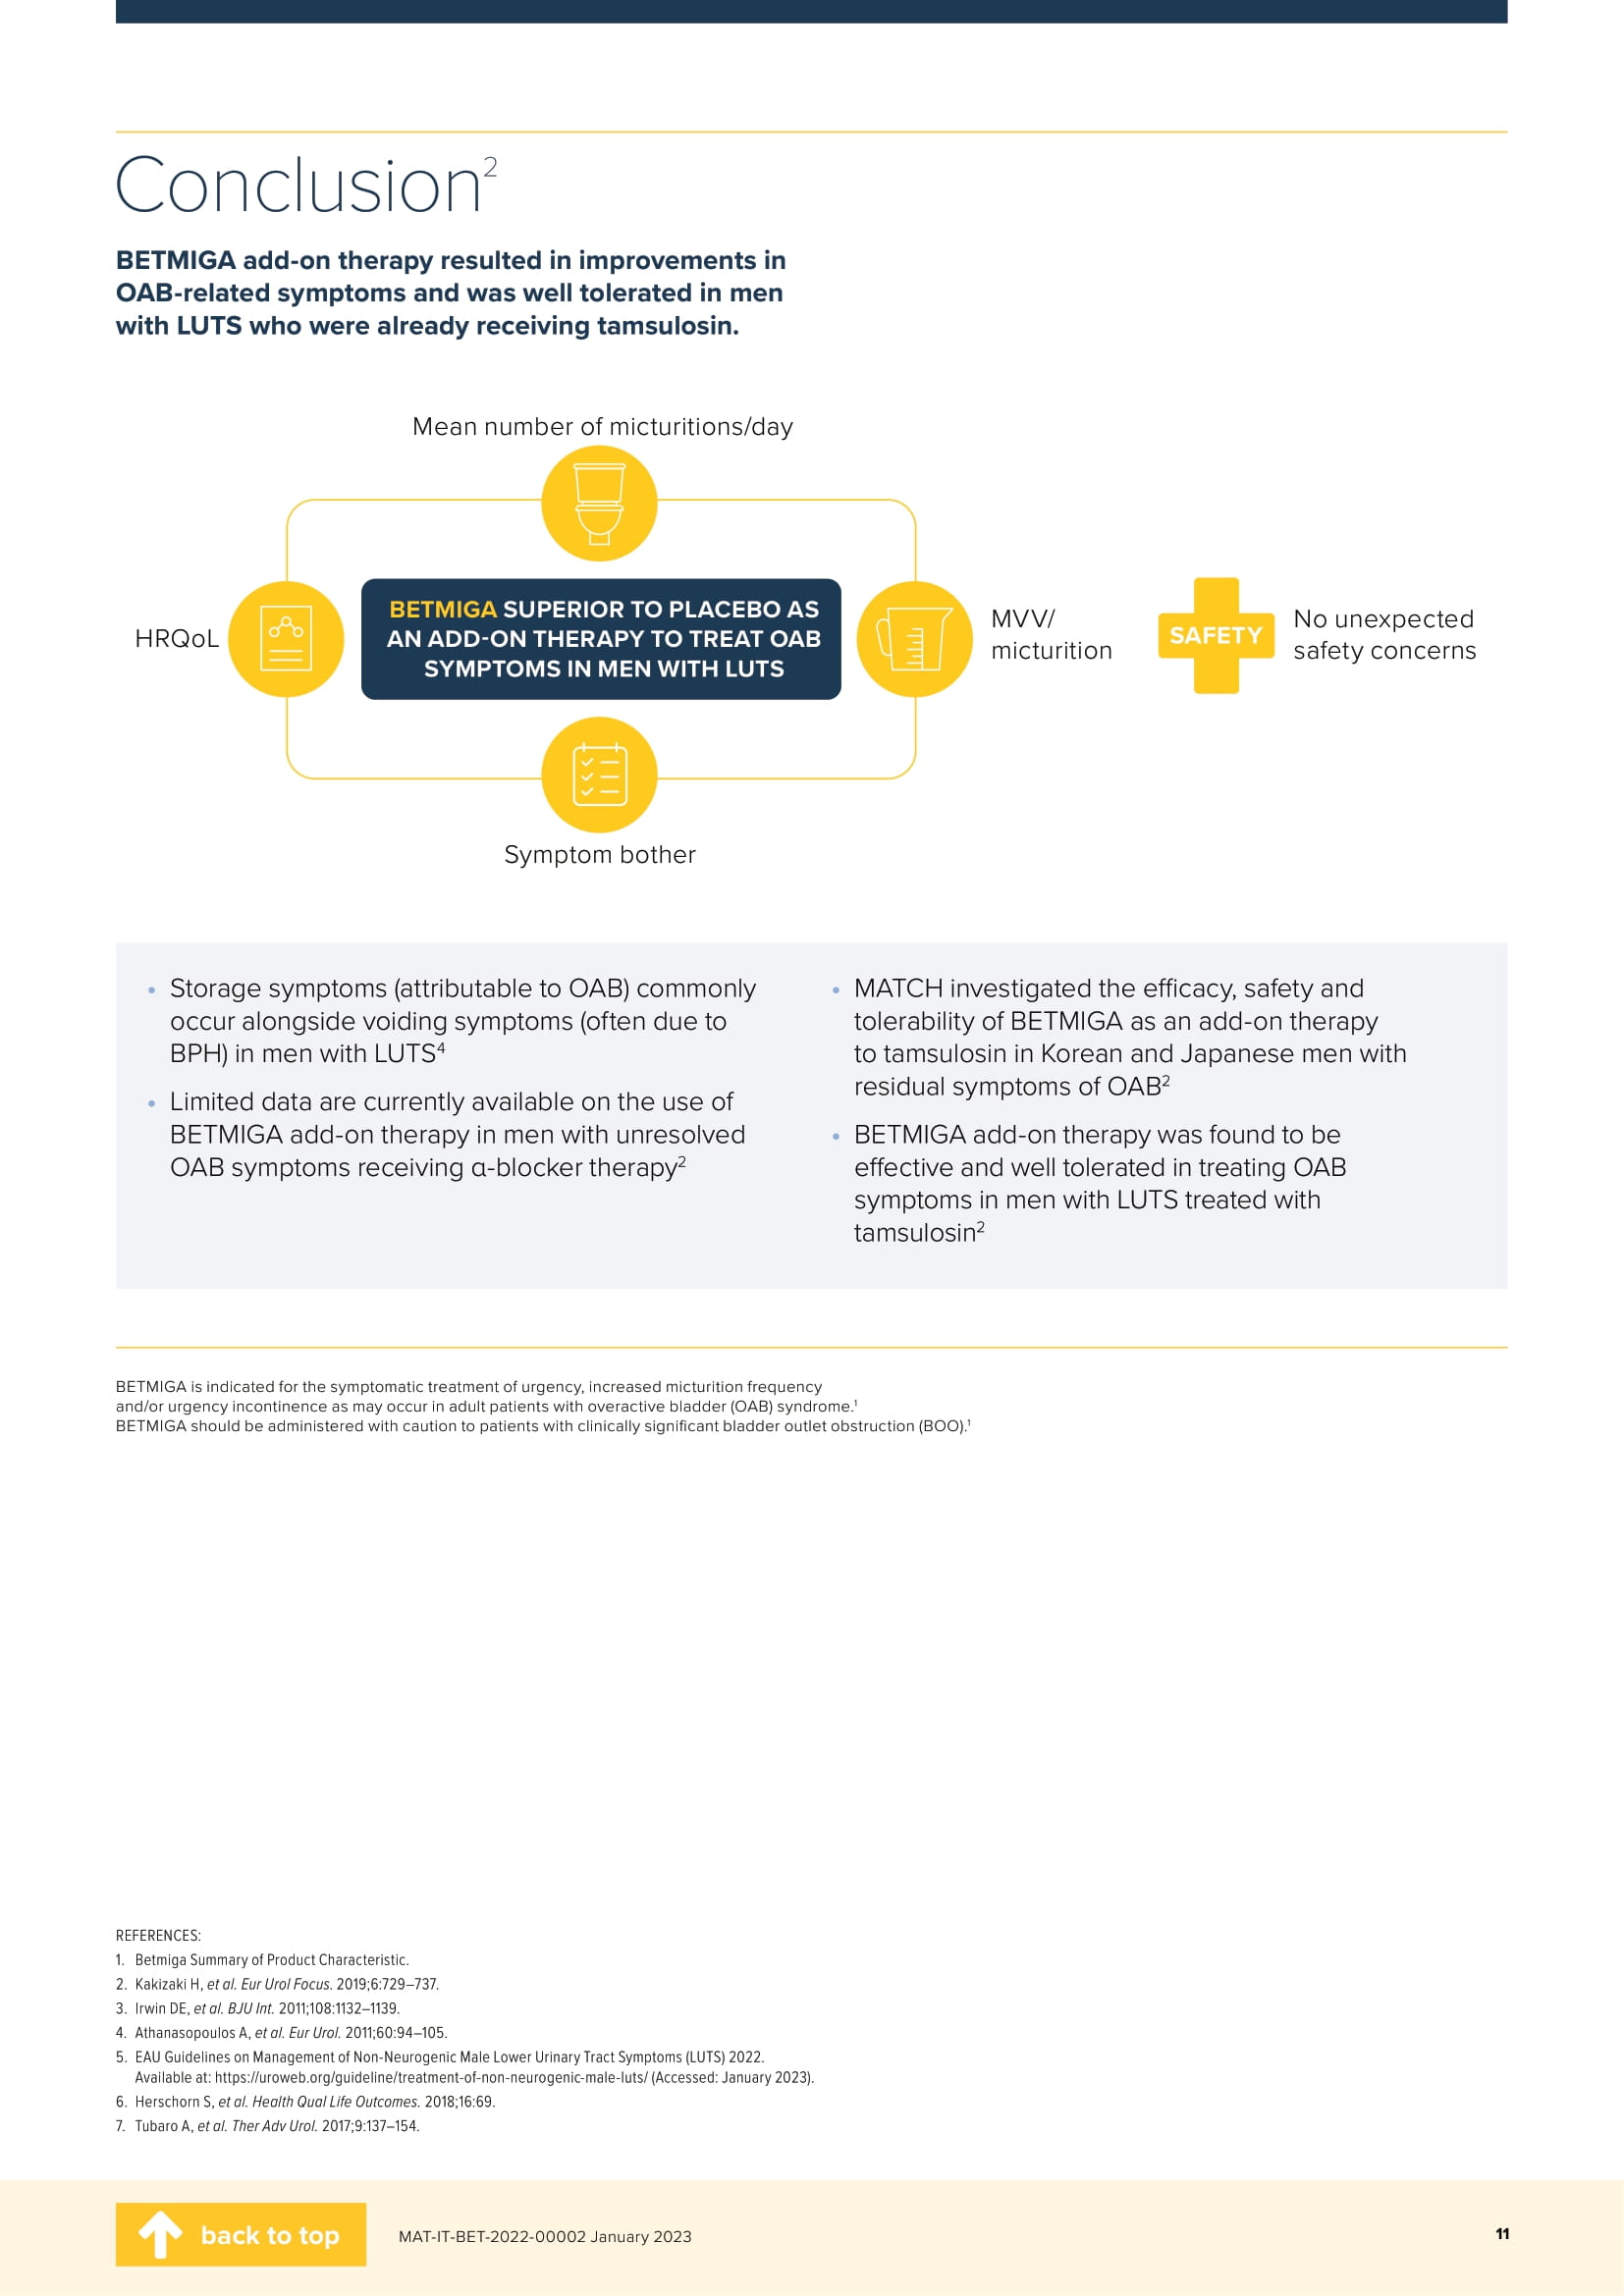 Conclusion²
BETMIGA add-on therapy resulted in improvements in
OAB-related symptoms and was well tolerated in men
with LUTS who were already receiving tamsulosin.
Mean number of micturitions/day
HRQoL
BETMIGA SUPERIOR TO PLACEBO AS
AN ADD-ON THERAPY TO TREAT OAB
SYMPTOMS IN MEN WITH LUTS
MVV/
micturition
SAFETY
No unexpected
safety concerns
Symptom bother
• Storage symptoms (attributable to OAB) commonly
occur alongside voiding symptoms (often due to
BPH) in men with LUTS⁴
• Limited data are currently available on the use of
BETMIGA add-on therapy in men with unresolved
OAB symptoms receiving α-blocker therapy²
• MATCH investigated the efficacy, safety and
tolerability of BETMIGA as an add-on therapy
to tamsulosin in Korean and Japanese men with
residual symptoms of OAB²
• BETMIGA add-on therapy was found to be
effective and well tolerated in treating OAB
symptoms in men with LUTS treated with
tamsulosin²
BETMIGA is indicated for the symptomatic treatment of urgency, increased micturition frequency
and/or urgency incontinence as may occur in adult patients with overactive bladder (OAB) syndrome.¹
BETMIGA should be administered with caution to patients with clinically significant bladder outlet obstruction (BOO).¹
REFERENCES:
1. Betmiga Summary of Product Characteristic.
2. Kakizaki H, et al. Eur Urol Focus. 2019;6:729–737.
3. Irwin DE, et al. BJU Int. 2011;108:1132–1139.
4. Athanasopoulos A, et al. Eur Urol. 2011;60:94–105.
5. EAU Guidelines on Management of Non-Neurogenic Male Lower Urinary Tract Symptoms (LUTS) 2022.
Available at: https://uroweb.org/guideline/treatment-of-non-neurogenic-male-luts/ (Accessed: January 2023).
6. Herschorn S, et al. Health Qual Life Outcomes. 2018;16:69.
7. Tubaro A, et al. Ther Adv Urol. 2017;9:137–154.
back to top
MAT-IT-BET-2022-00002 January 2023
11